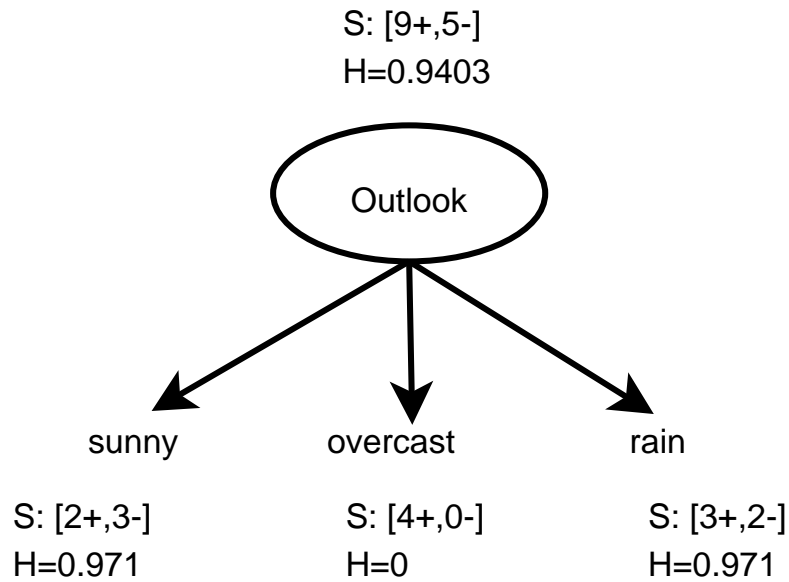 S: [9+,5-]
H=0.9403
Outlook
sunny
overcast
rain
S: [2+,3-]
H=0.971
S: [4+,0-]
H=0
S: [3+,2-]
H=0.971